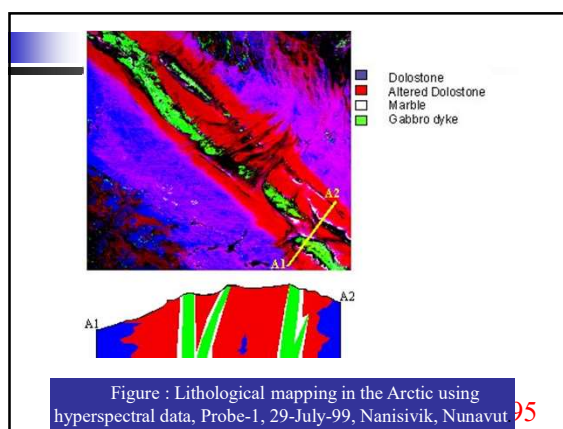 Dolostone
Altered Dolostone
Marble
Gabbro dyke
A2
A1
A1
A2
Figure : Lithological mapping in the Arctic using
hyperspectral data, Probe-1, 29-July-99, Nanisivik, Nunavut.
95